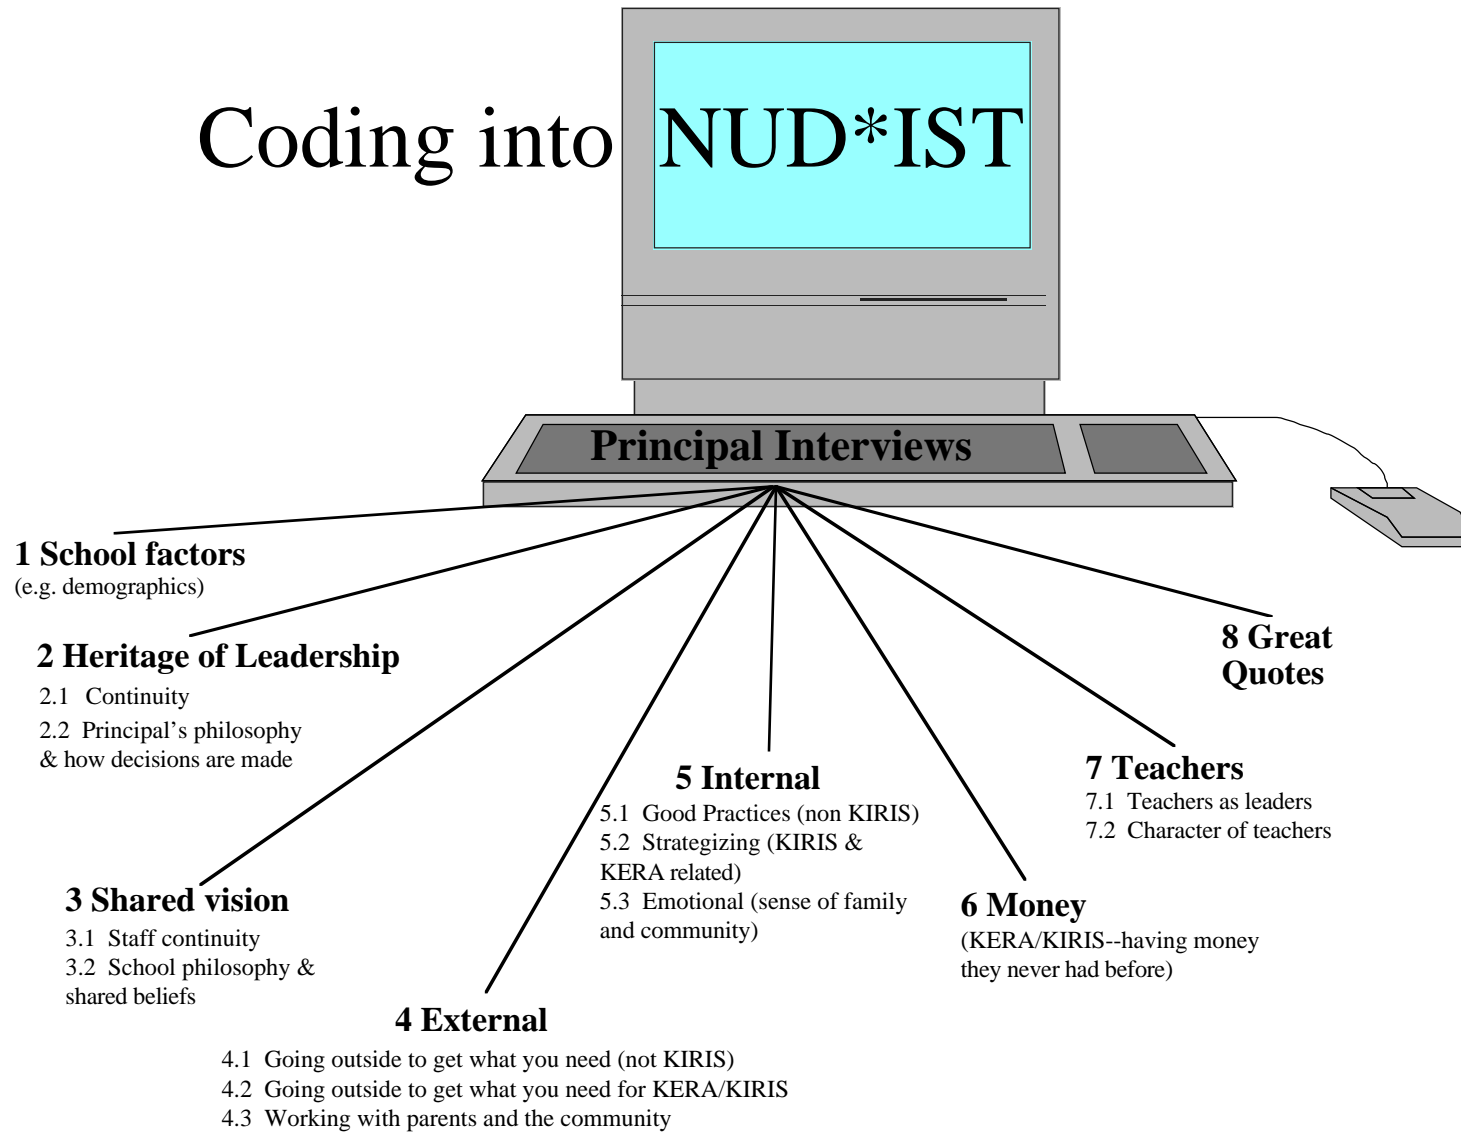 Coding into NUD*IST
Principal Interviews
1 School factors
(e.g. demographics)
2 Heritage of Leadership
2.1 Continuity
2.2 Principal’s philosophy
& how decisions are made
3 Shared vision
3.1 Staff continuity
3.2 School philosophy &
shared beliefs
4 External
4.1 Going outside to get what you need (not KIRIS)
4.2 Going outside to get what you need for KERA/KIRIS
4.3 Working with parents and the community
5 Internal
5.1 Good Practices (non KIRIS)
5.2 Strategizing (KIRIS &
KERA related)
5.3 Emotional (sense of family
and community)
6 Money
(KERA/KIRIS--having money
they never had before)
7 Teachers
7.1 Teachers as leaders
7.2 Character of teachers
8 Great
Quotes